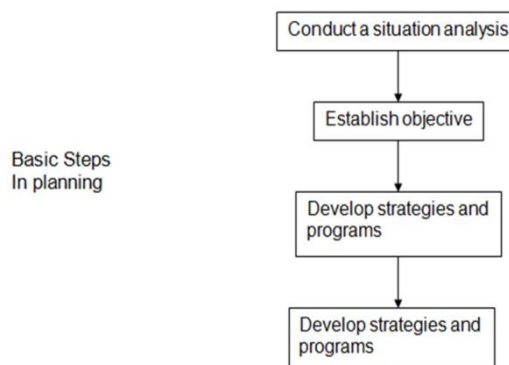 Conduct a situation analysis
Establish objective
Basic Steps
In planning
Develop strategies and
programs
Develop strategies and
programs